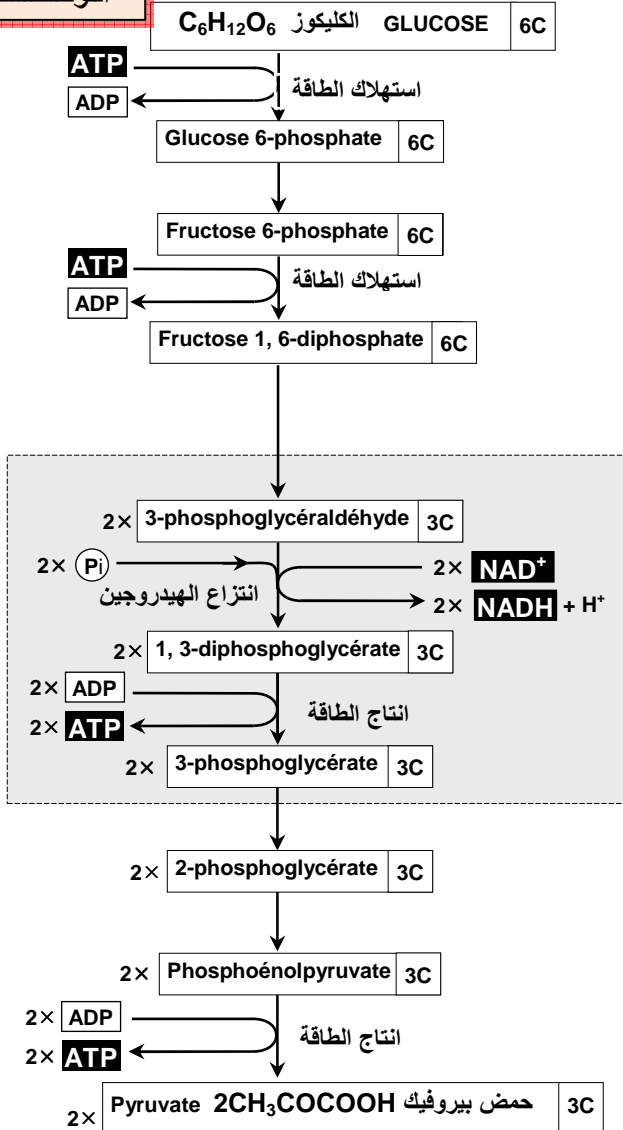 C₆H₁₂O₆ الكليكوز GLUCOSE 6C
ATP
استهلاك الطاقة
ADP
Glucose 6-phosphate 6C
Fructose 6-phosphate 6C
ATP
استهلاك الطاقة
ADP
Fructose 1, 6-diphosphate 6C
2× 3-phosphoglycéraldéhyde 3C
2× Pi 2× NAD⁺
انتزاع الهيدروجين 2× NADH + H⁺
2× 1, 3-diphosphoglycérate 3C
2× ADP
انتاج الطاقة
2× ATP
2× 3-phosphoglycérate 3C
2× 2-phosphoglycérate 3C
2× Phosphoénolpyruvate 3C
2× ADP
انتاج الطاقة
2× ATP
2× Pyruvate 2CH₃COCOOH حمض بيروفيك 3C